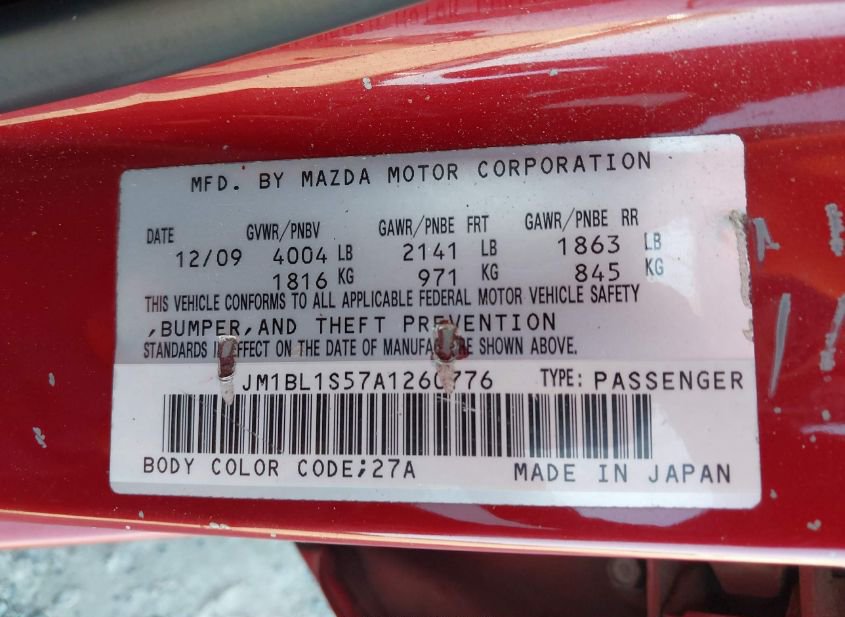 MFD. BY MAZDA MOTOR CORPORATION
DATE GVWR/PNBV GAWR/PNBE FRT GAWR/PNBE RR
12/09 4004 LB 2141 LB 1863 LB
1816 KG 971 KG 845 KG
THIS VEHICLE CONFORMS TO ALL APPLICABLE FEDERAL MOTOR VEHICLE SAFETY
,BUMPER,AND THEFT PREVENTION
STANDARDS IN EFFECT ON THE DATE OF MANUFACTURE SHOWN ABOVE.
JM1BL1S57A1260776 TYPE: PASSENGER
BODY COLOR CODE;27A MADE IN JAPAN